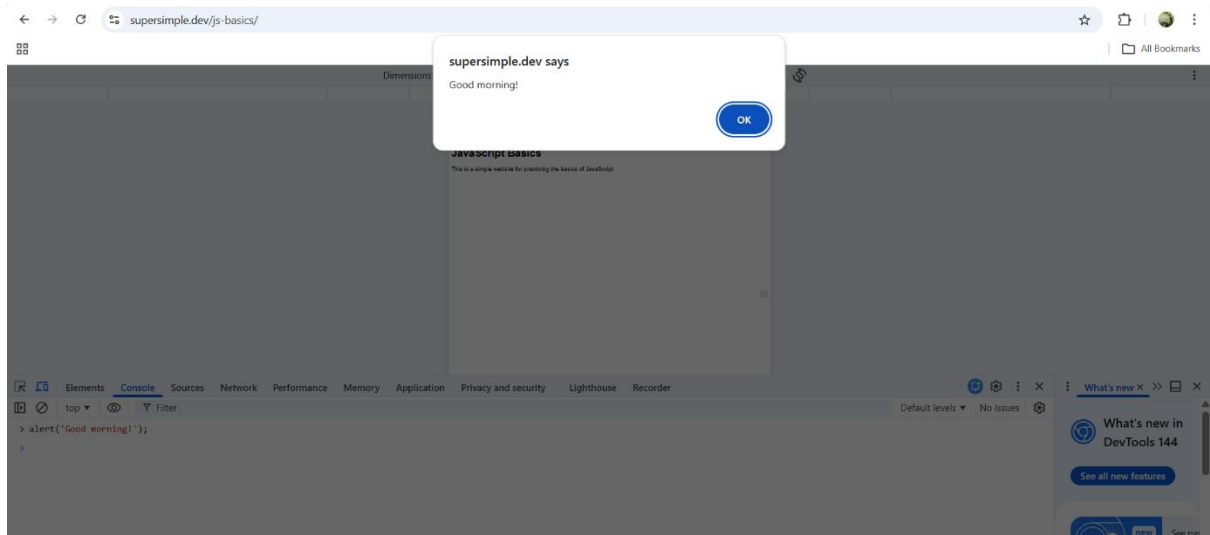 supersimple.dev/js-basics/
All Bookmarks
supersimple.dev says
Good morning!
OK
Dimensions
JavaScript Basics
This is a simple website for practicing the basics of JavaScript.
Elements Console Sources Network Performance Memory Application Privacy and security Lighthouse Recorder
What's new
top
Filter
Default levels
No Issues
> alert('Good morning!');
>
What's new in
DevTools 144
See all new features
new